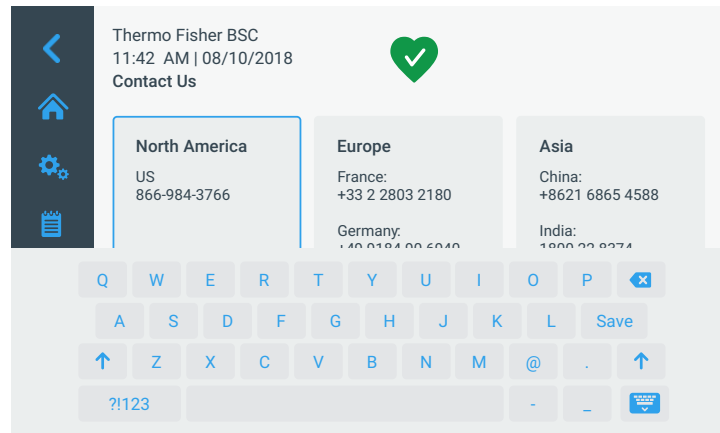 Thermo Fisher BSC
11:42 AM | 08/10/2018
Contact Us
North America
US
866-984-3766
Europe
France:
+33 2 2803 2180
Germany:
Asia
China:
+8621 6865 4588
India:
Q W E R T Y U I O P
A S D F G H J K L Save
Z X C V B N M @ .
?!123 - _